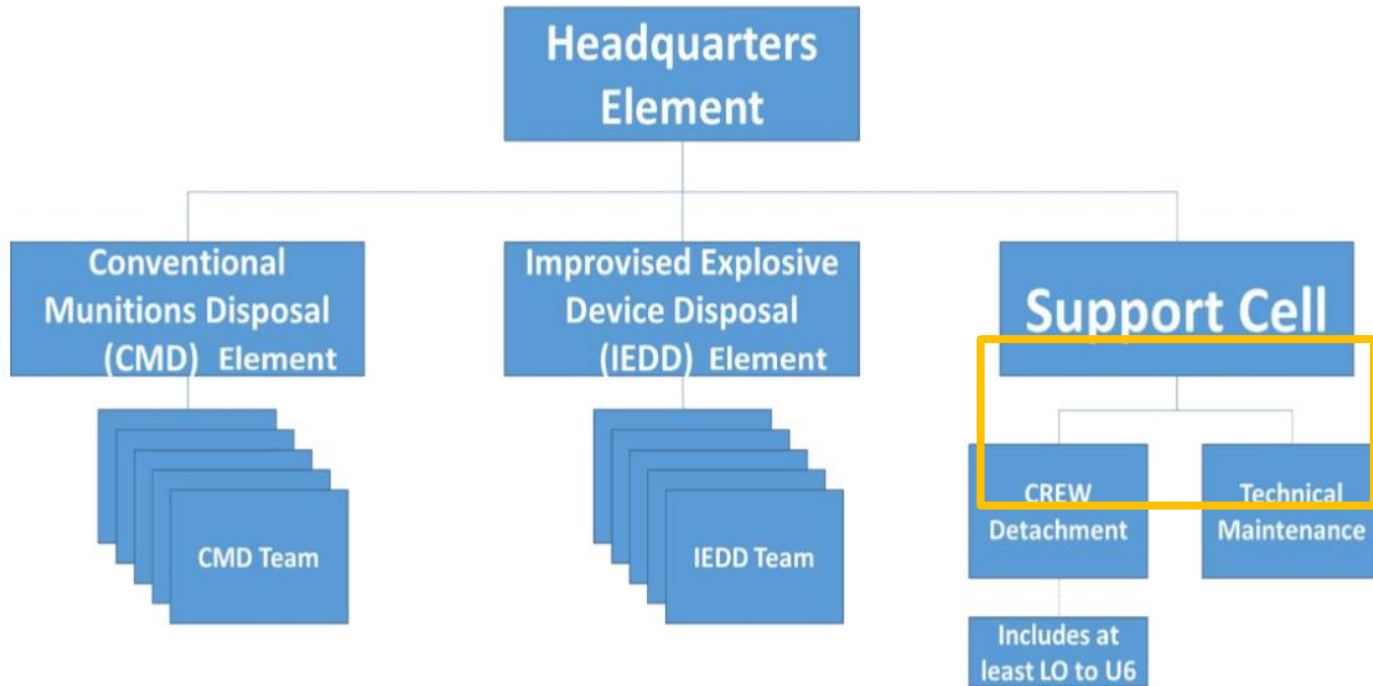 Headquarters
Element
Conventional
Munitions Disposal
(CMD) Element
Improvised Explosive
Device Disposal
(IEDD) Element
Support Cell
CMD Team
IEDD Team
CREW
Detachment
Technical
Maintenance
Includes at
least LO to U6